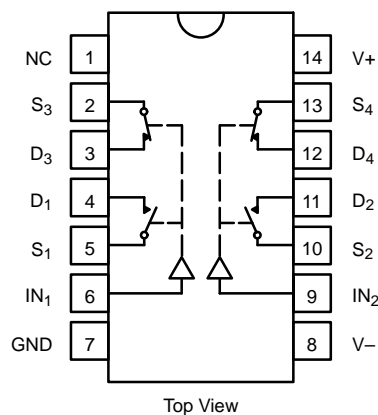 NC 1 14 V+
S3 2 13 S4
D3 3 12 D4
D1 4 11 D2
S1 5 10 S2
IN1 6 9 IN2
GND 7 8 V–
Top View